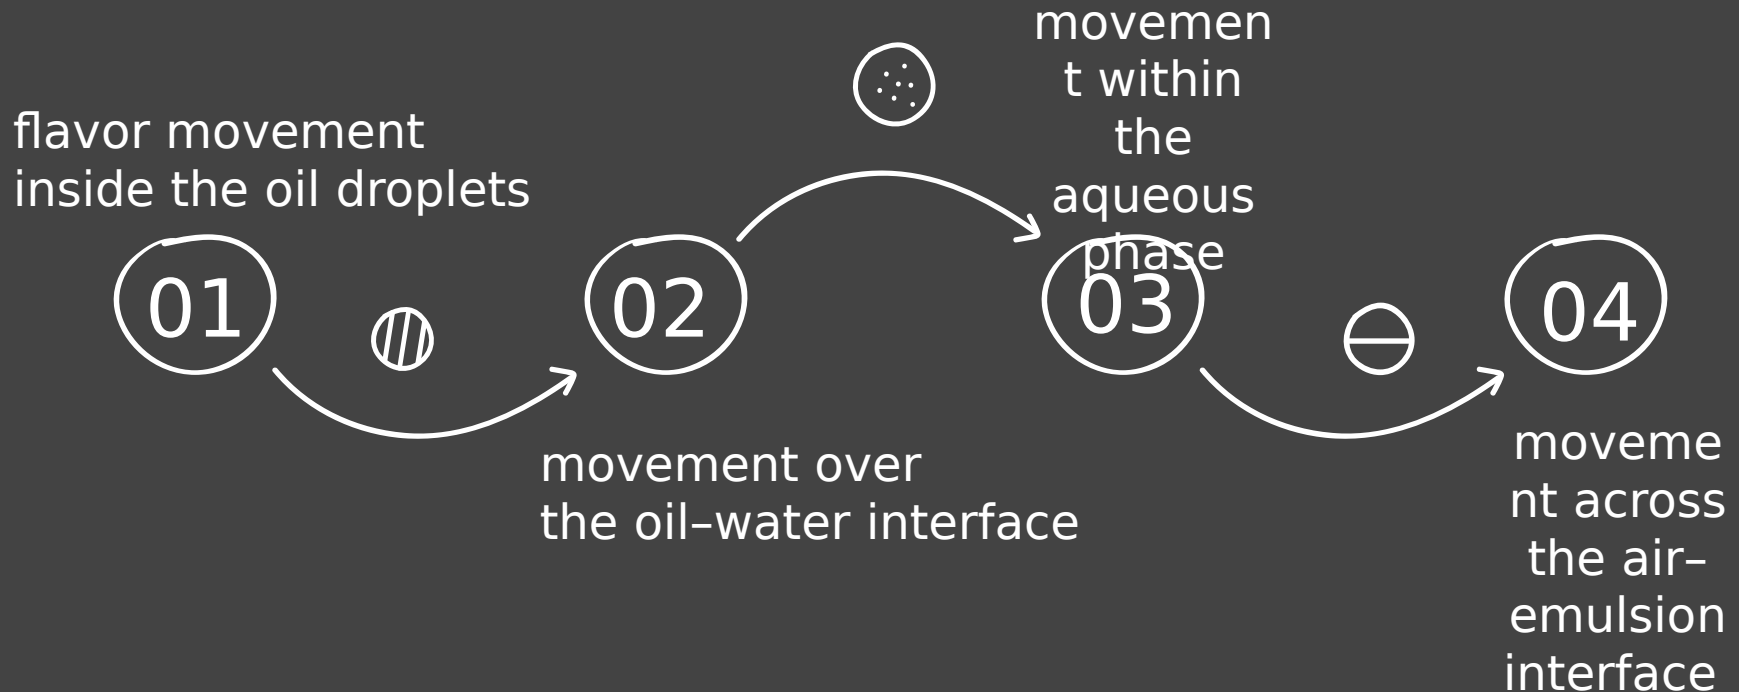 flavor movement
inside the oil droplets
01
02
movement over
the oil–water interface
movemen
t within
the
aqueous
phase
03
04
moveme
nt across
the air–
emulsion
interface